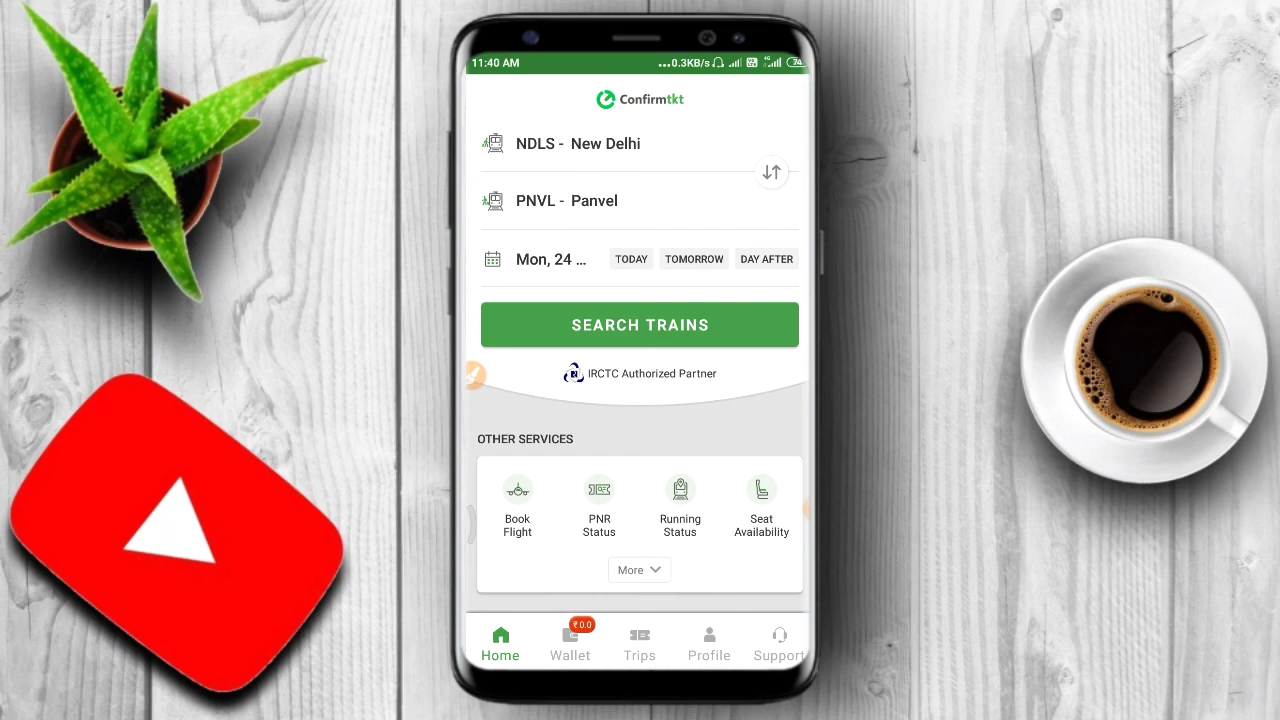 11:40 AM
...0.3KB/s 4G 74
Confirmtkt
NDLS - New Delhi
PNVL - Panvel
Mon, 24 ...
TODAY
TOMORROW
DAY AFTER
SEARCH TRAINS
IRCTC Authorized Partner
OTHER SERVICES
Book
Flight
PNR
Status
Running
Status
Seat
Availability
More
₹ 0.0
Home
Wallet
Trips
Profile
Support